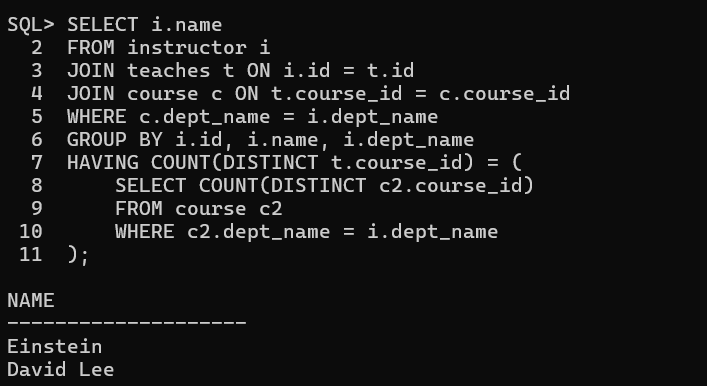 SQL> SELECT i.name
  2  FROM instructor i
  3  JOIN teaches t ON i.id = t.id
  4  JOIN course c ON t.course_id = c.course_id
  5  WHERE c.dept_name = i.dept_name
  6  GROUP BY i.id, i.name, i.dept_name
  7  HAVING COUNT(DISTINCT t.course_id) = (
  8      SELECT COUNT(DISTINCT c2.course_id)
  9      FROM course c2
 10      WHERE c2.dept_name = i.dept_name
 11  );
NAME
--------------------
Einstein
David Lee